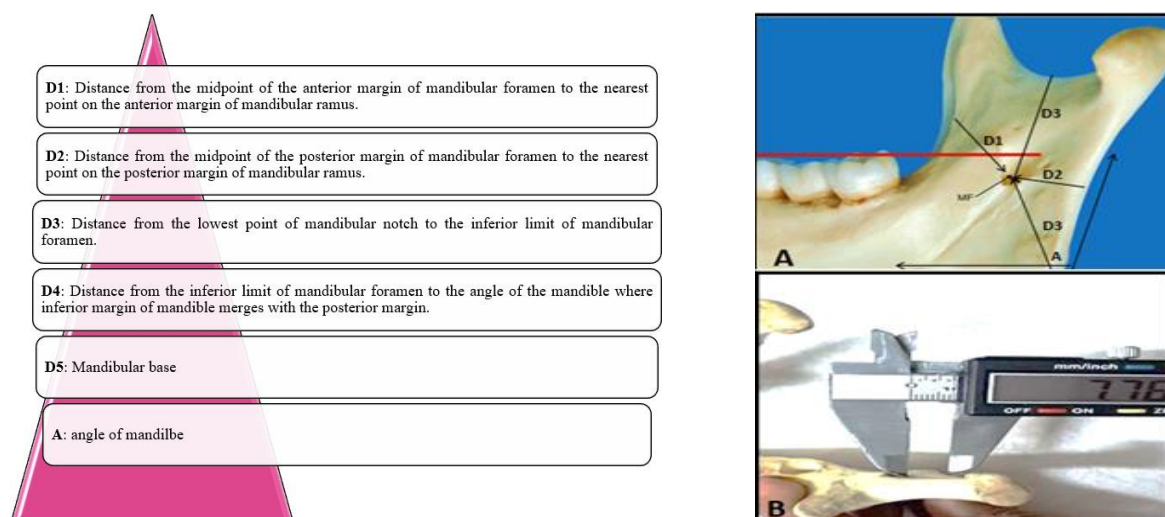 D1: Distance from the midpoint of the anterior margin of mandibular foramen to the nearest
point on the anterior margin of mandibular ramus.
D2: Distance from the midpoint of the posterior margin of mandibular foramen to the nearest
point on the posterior margin of mandibular ramus.
D3: Distance from the lowest point of mandibular notch to the inferior limit of mandibular
foramen.
D4: Distance from the inferior limit of mandibular foramen to the angle of the mandible where
inferior margin of mandible merges with the posterior margin.
D5: Mandibular base
A: angle of mandilbe
D3
D1
D2
MF
D3
A
A
mm/inch
7.76
OFF ON
B